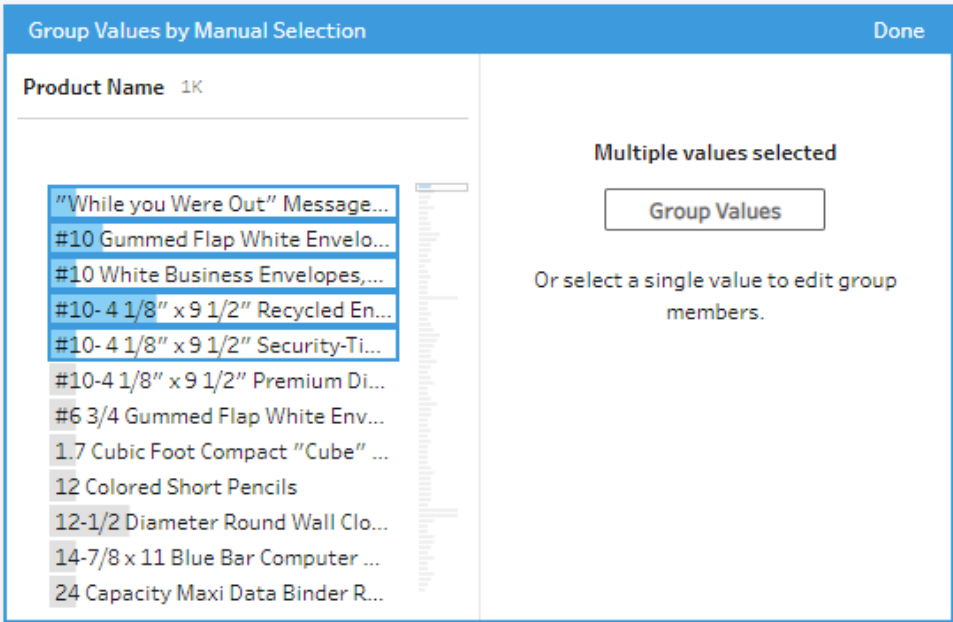 Group Values by Manual Selection
Done
Product Name 1K
"While you Were Out" Message...
#10 Gummed Flap White Envelo...
#10 White Business Envelopes,...
#10- 4 1/8" x 9 1/2" Recycled En...
#10- 4 1/8" x 9 1/2" Security-Ti...
#10-4 1/8" x 9 1/2" Premium Di...
#6 3/4 Gummed Flap White Env...
1.7 Cubic Foot Compact "Cube" ...
12 Colored Short Pencils
12-1/2 Diameter Round Wall Clo...
14-7/8 x 11 Blue Bar Computer ...
24 Capacity Maxi Data Binder R...
Multiple values selected
Group Values
Or select a single value to edit group
members.